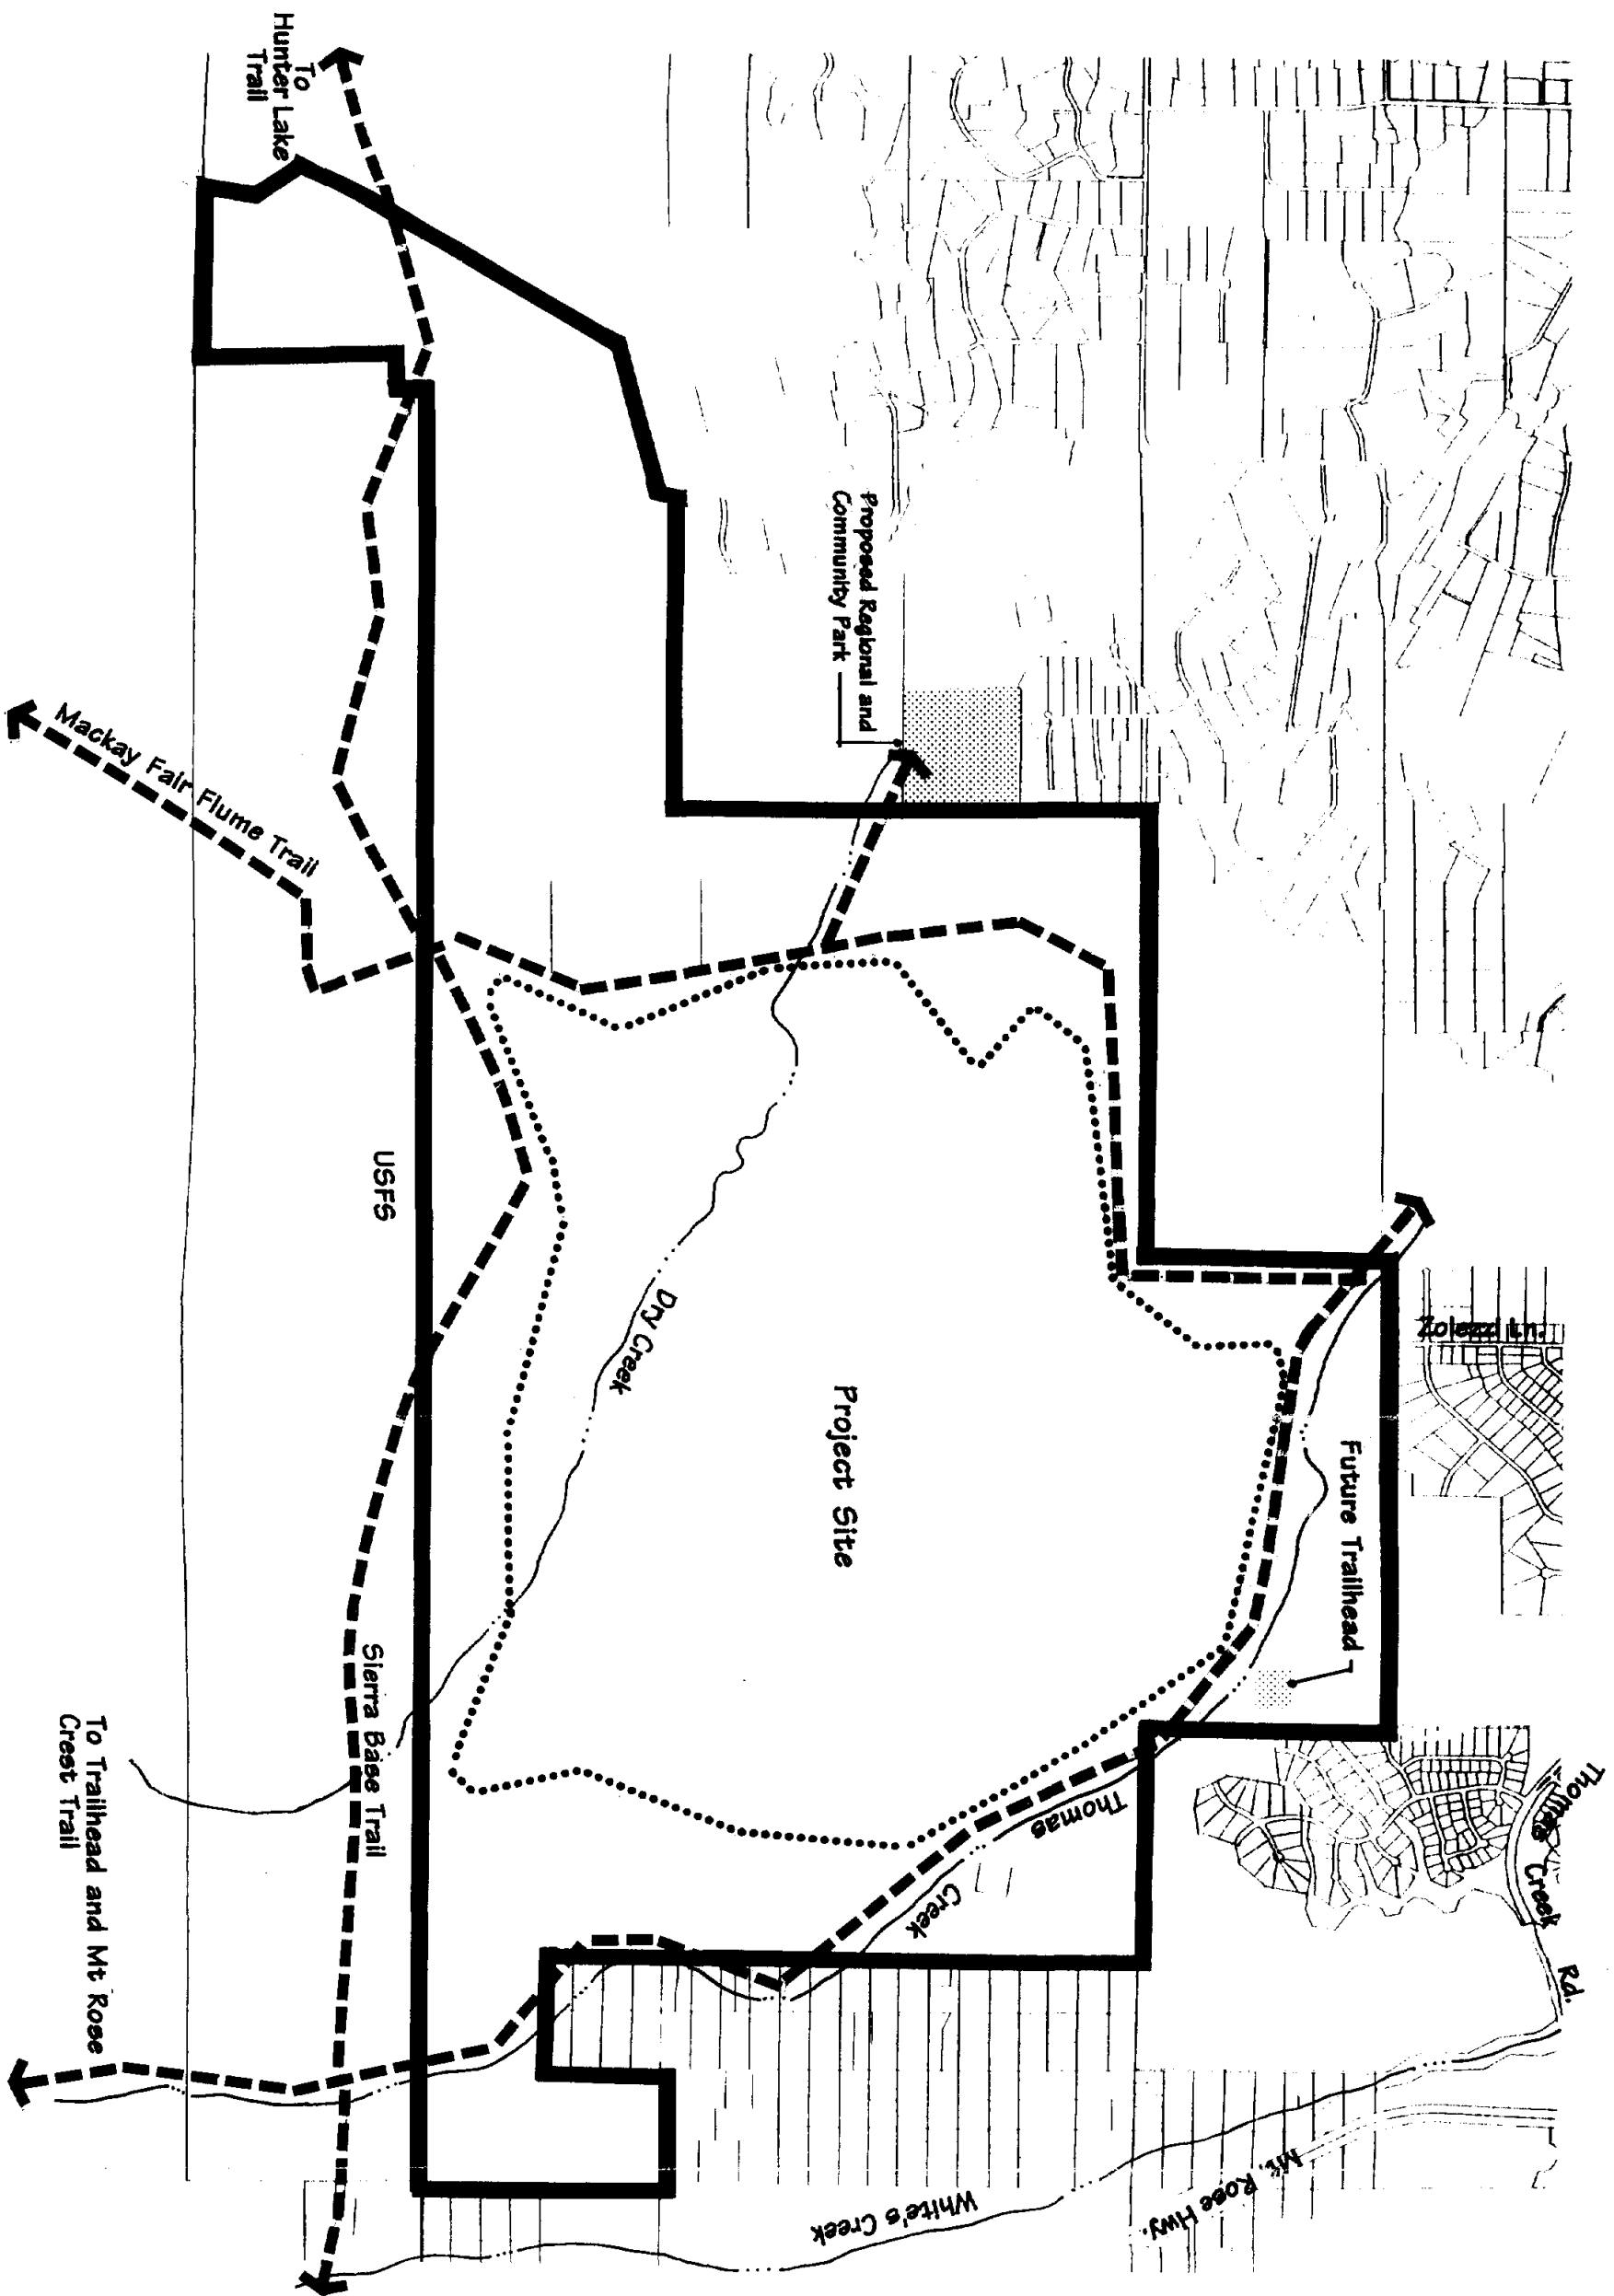 To
Hunter Lake
Trail
Proposed Regional and
Community Park
Mackay Fair Flume Trail
USFS
Dry Creek
Project Site
Zolezzi Ln.
Future Trailhead
Sierra Base Trail
To Trailhead and Mt Rose
Crest Trail
Thomas
Creek
Thomas Creek Rd.
White's Creek
Mt. Rose Hwy.